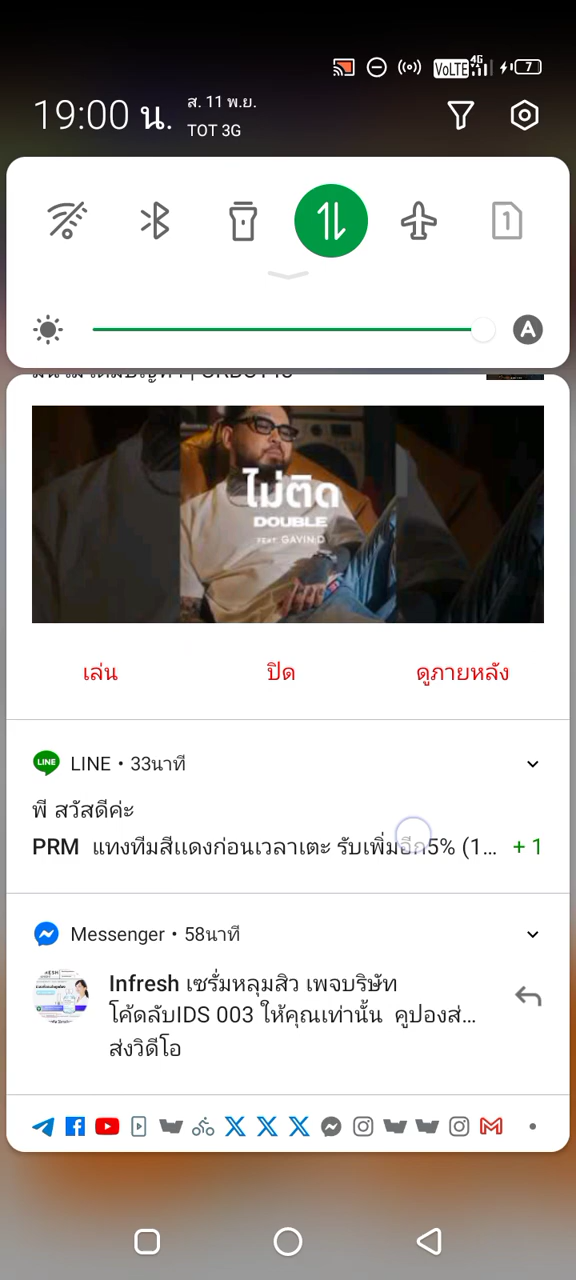 VoLTE 4G 7
19:00 น. ส. 11 พ.ย.
TOT 3G
1
A
ไม่ติด
DOUBLE
FEAT. GAVIN:D
เล่น ปิด ดูภายหลัง
LINE • 33นาที
พี สวัสดีค่ะ
PRM แทงทีมสีแดงก่อนเวลาเตะ รับเพิ่มอีก5% (1... + 1
Messenger • 58นาที
Infresh เซรั่มหลุมสิว เพจบริษัท
โค้ดลับIDS 003 ให้คุณเท่านั้น คูปองส่...
ส่งวิดีโอ